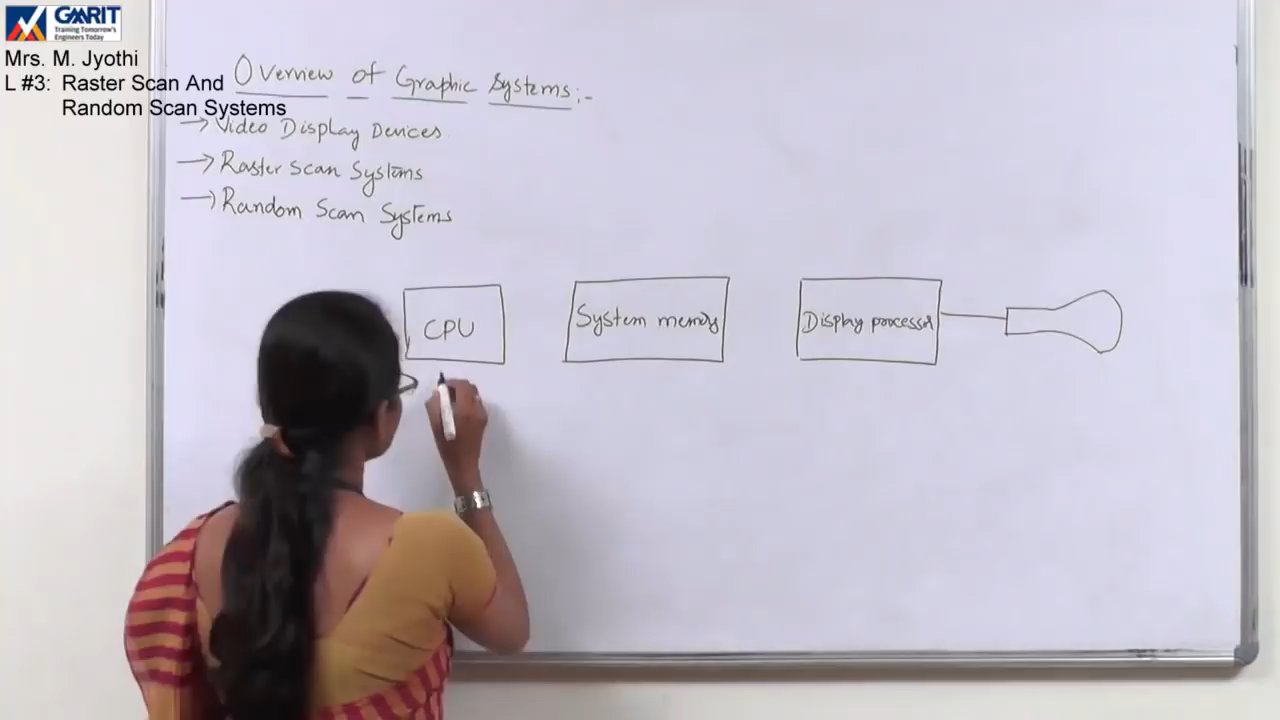 GMRIT
Training Tomorrow's
Engineers Today
Mrs. M. Jyothi
L #3: Raster Scan And
Random Scan Systems
Overview of Graphic Systems:-
→ Video Display Devices
→ Raster Scan Systems
→ Random Scan Systems
CPU
System memory
Display processor